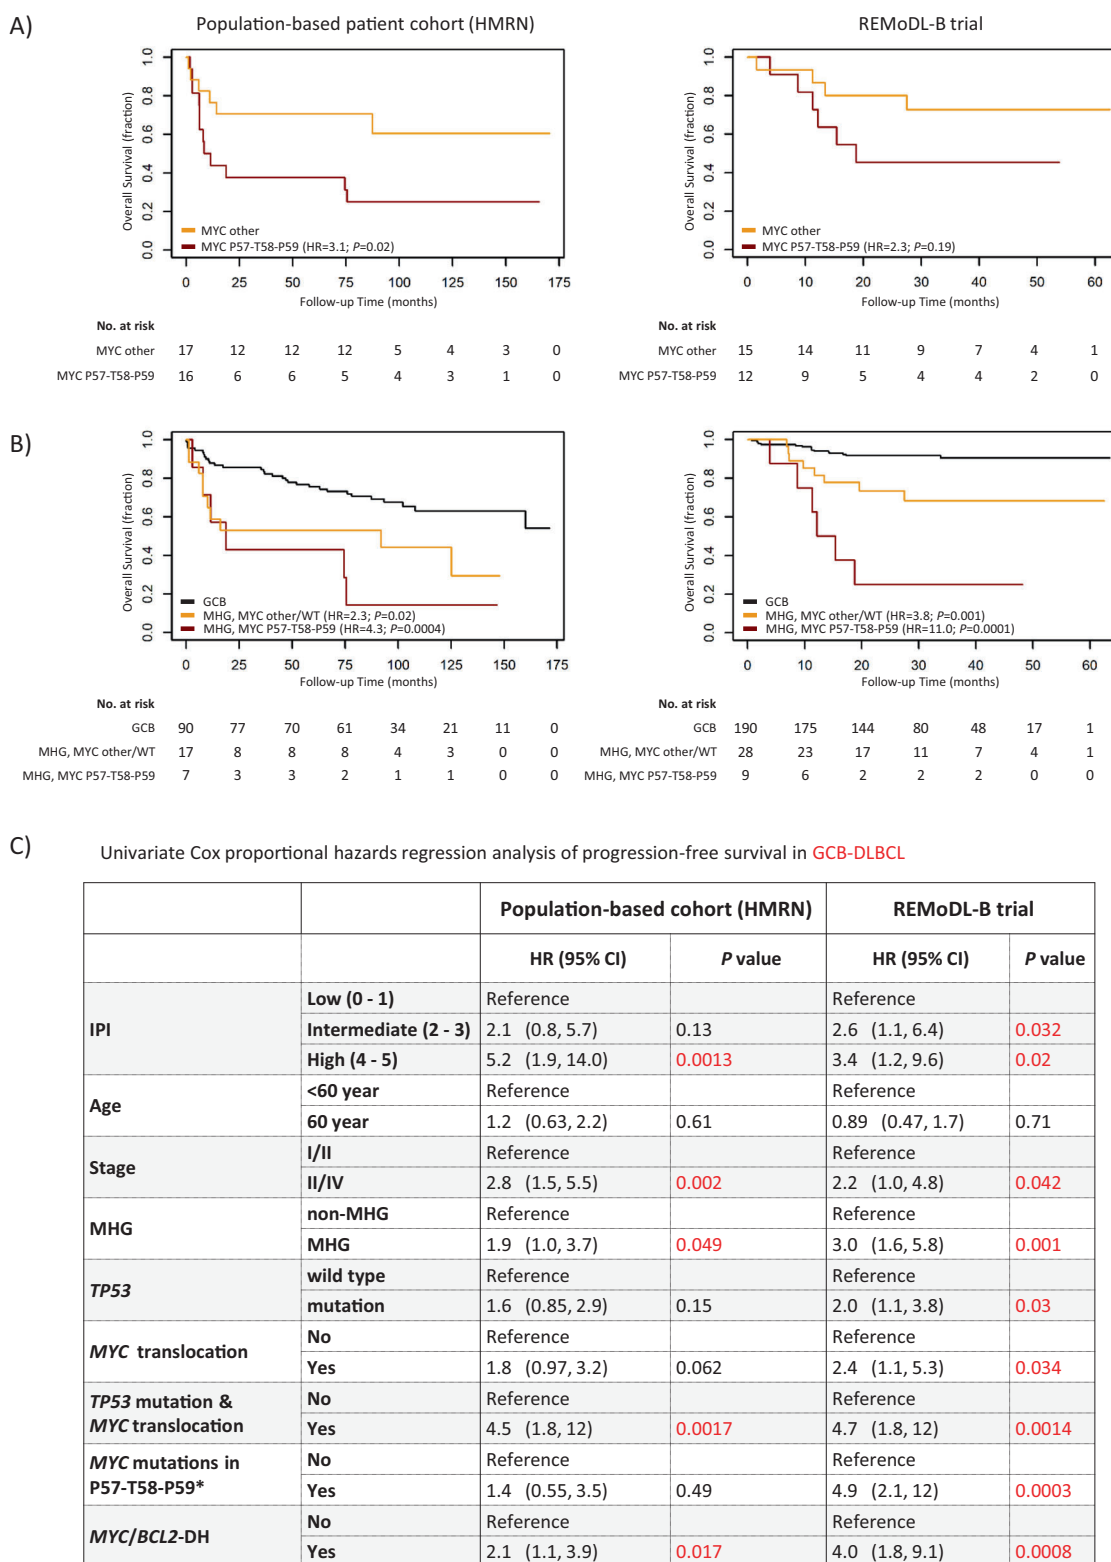 A)
Population-based patient cohort (HMRN)
REMoDL-B trial
Overall Survival (fraction)
1.0
0.8
0.6
0.4
0.2
0.0
MYC other
MYC P57-T58-P59 (HR=3.1; P=0.02)
0 25 50 75 100 125 150 175
Follow-up Time (months)
No. at risk
MYC other 17 12 12 12 5 4 3 0
MYC P57-T58-P59 16 6 6 5 4 3 1 0
Overall Survival (fraction)
1.0
0.8
0.6
0.4
0.2
0.0
MYC other
MYC P57-T58-P59 (HR=2.3; P=0.19)
0 10 20 30 40 50 60
Follow-up Time (months)
No. at risk
MYC other 15 14 11 9 7 4 1
MYC P57-T58-P59 12 9 5 4 4 2 0
B)
Overall Survival (fraction)
1.0
0.8
0.6
0.4
0.2
0.0
GCB
MHG, MYC other/WT (HR=2.3; P=0.02)
MHG, MYC P57-T58-P59 (HR=4.3; P=0.0004)
0 25 50 75 100 125 150 175
Follow-up Time (months)
No. at risk
GCB 90 77 70 61 34 21 11 0
MHG, MYC other/WT 17 8 8 8 4 3 0 0
MHG, MYC P57-T58-P59 7 3 3 2 1 1 0 0
Overall Survival (fraction)
1.0
0.8
0.6
0.4
0.2
0.0
GCB
MHG, MYC other/WT (HR=3.8; P=0.001)
MHG, MYC P57-T58-P59 (HR=11.0; P=0.0001)
0 10 20 30 40 50 60
Follow-up Time (months)
No. at risk
GCB 190 175 144 80 48 17 1
MHG, MYC other/WT 28 23 17 11 7 4 1
MHG, MYC P57-T58-P59 9 6 2 2 2 0 0
C)
Univariate Cox proportional hazards regression analysis of progression-free survival in GCB-DLBCL
Population-based cohort (HMRN) REMoDL-B trial
HR (95% CI) P value HR (95% CI) P value
IPI
Low (0 - 1) Reference Reference
Intermediate (2 - 3) 2.1 (0.8, 5.7) 0.13 2.6 (1.1, 6.4) 0.032
High (4 - 5) 5.2 (1.9, 14.0) 0.0013 3.4 (1.2, 9.6) 0.02
Age
<60 year Reference Reference
60 year 1.2 (0.63, 2.2) 0.61 0.89 (0.47, 1.7) 0.71
Stage
I/II Reference Reference
II/IV 2.8 (1.5, 5.5) 0.002 2.2 (1.0, 4.8) 0.042
MHG
non-MHG Reference Reference
MHG 1.9 (1.0, 3.7) 0.049 3.0 (1.6, 5.8) 0.001
TP53
wild type Reference Reference
mutation 1.6 (0.85, 2.9) 0.15 2.0 (1.1, 3.8) 0.03
MYC translocation
No Reference Reference
Yes 1.8 (0.97, 3.2) 0.062 2.4 (1.1, 5.3) 0.034
TP53 mutation &
MYC translocation
No Reference Reference
Yes 4.5 (1.8, 12) 0.0017 4.7 (1.8, 12) 0.0014
MYC mutations in
P57-T58-P59*
No Reference Reference
Yes 1.4 (0.55, 3.5) 0.49 4.9 (2.1, 12) 0.0003
MYC/BCL2-DH
No Reference Reference
Yes 2.1 (1.1, 3.9) 0.017 4.0 (1.8, 9.1) 0.0008